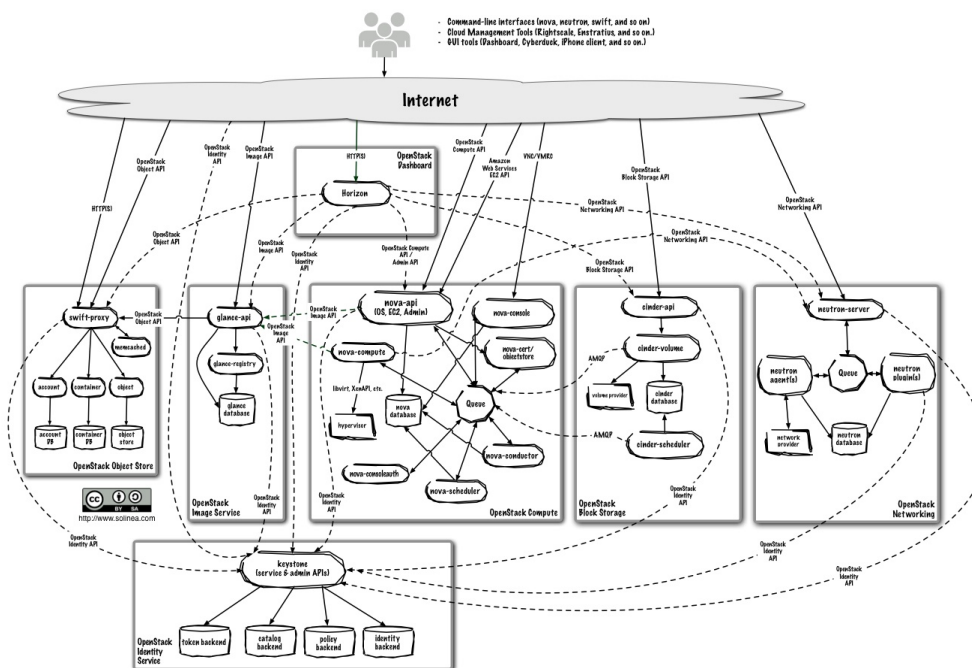 - Command-line interfaces (nova, neutron, swift, and so on)
- Cloud Management Tools (Rightscale, Enstratius, and so on.)
- GUI tools (Dashboard, Cyberduck, iPhone client, and so on.)
Internet
HTTP(S)
OpenStack
Object API
OpenStack
Identity
API
OpenStack
Image API
HTTP(S)
OpenStack
Dashboard
Horizon
OpenStack
Compute API
Amazon
Web Services
EC2 API
VNC/VMRC
OpenStack
Block Storage API
OpenStack
Networking API
OpenStack
Networking API
OpenStack
Object API
OpenStack
Image API
OpenStack
Identity
API
OpenStack Compute
API /
Admin API
OpenStack
Networking API
OpenStack
Block Storage API
swift-proxy
memcached
account
container
object
account
DB
container
DB
object
store
OpenStack Object Store
OpenStack
Object API
glance-api
glance-registry
glance
database
OpenStack
Image Service
OpenStack
Image API
OpenStack
Image
API
nova-api
(OS, EC2, Admin)
nova-console
nova-cert/
objectstore
nova-compute
libvirt, XenAPI, etc.
hypervisor
nova
database
Queue
nova-conductor
nova-consoleauth
nova-scheduler
OpenStack Compute
AMQP
AMQP
cinder-api
cinder-volume
volume provider
cinder
database
cinder-scheduler
OpenStack
Block Storage
neutron-server
neutron
agent(s)
Queue
neutron
plugin(s)
network
provider
neutron
database
OpenStack
Networking
CC BY SA
http://www.solinea.com
OpenStack
Identity API
OpenStack
Identity
API
OpenStack
Identity
API
OpenStack
Identity
API
OpenStack
Identity
API
OpenStack
Identity
API
keystone
(service & admin APIs)
token backend
catalog
backend
policy
backend
identity
backend
OpenStack
Identity
Service